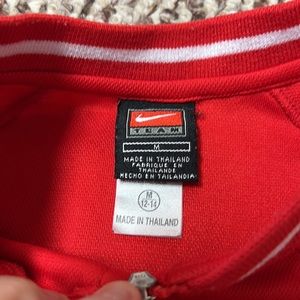 TEAM
M
MADE IN THAILAND
FABRIQUE EN
THAILANDE
HECHO EN TAILANDIA
M
12-14
MADE IN THAILAND